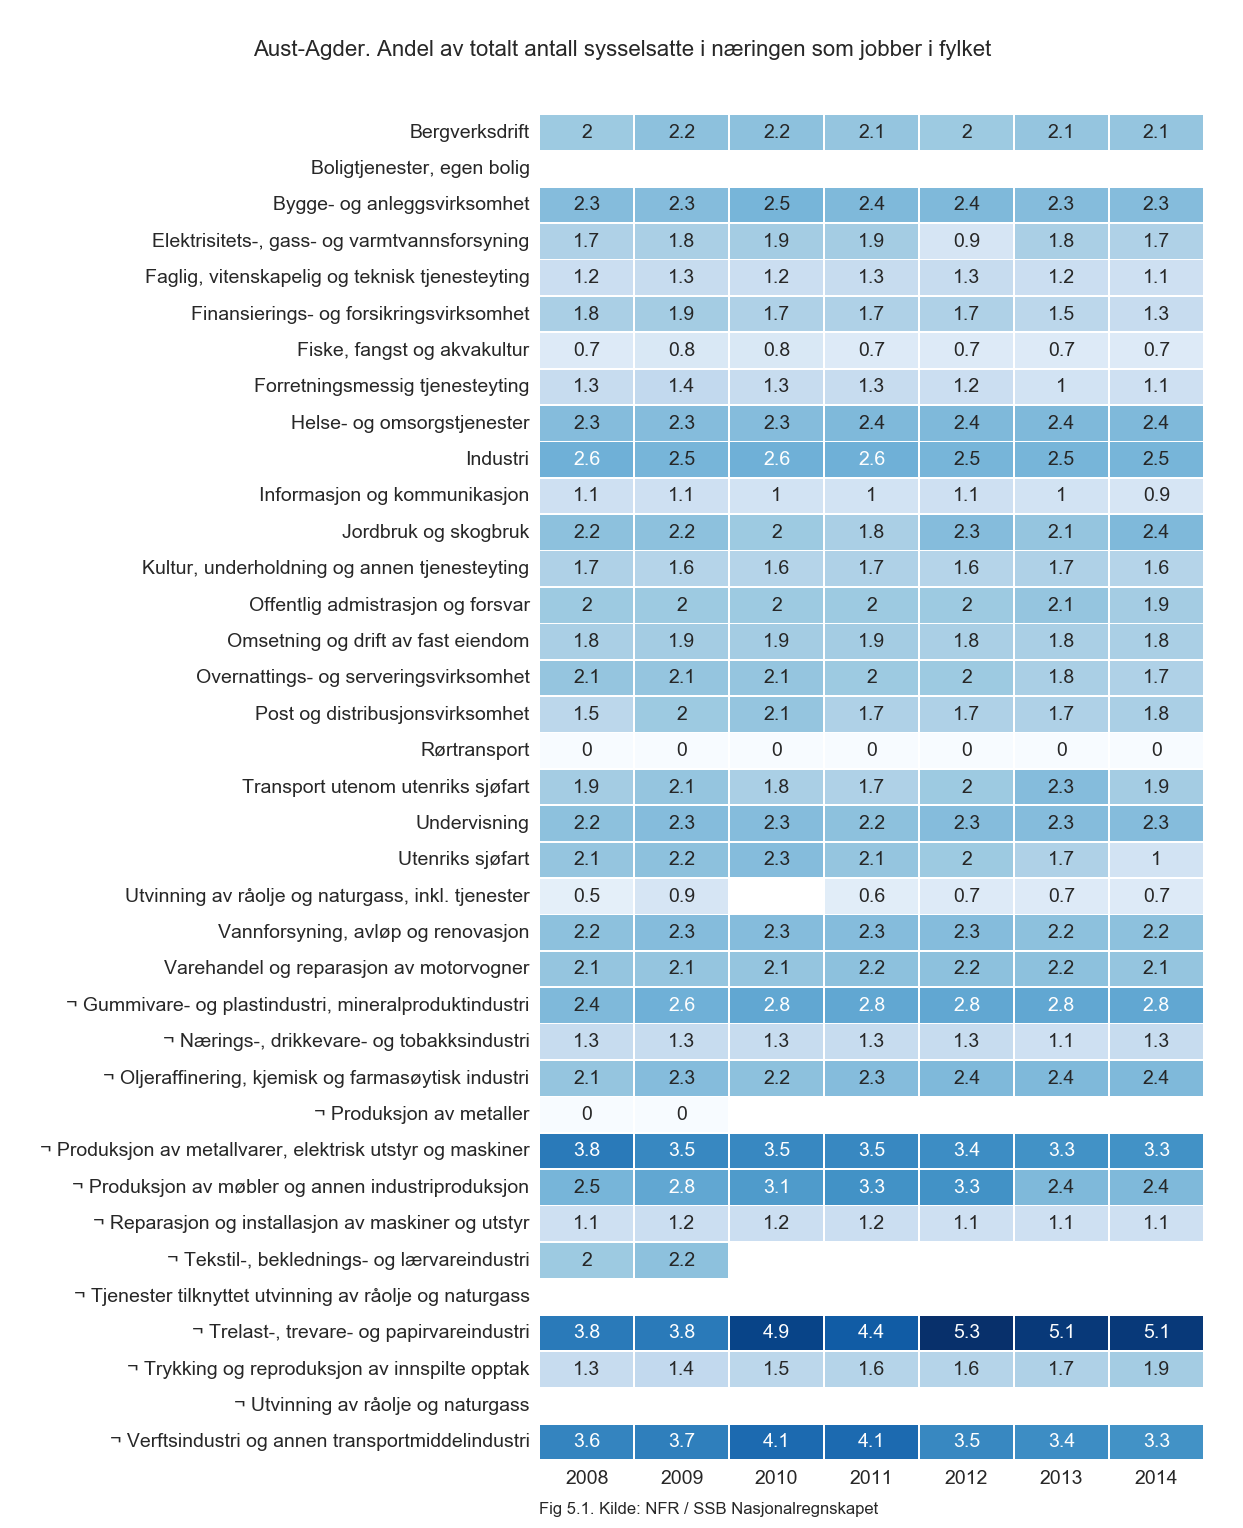 Aust-Agder. Andel av totalt antall sysselsatte i næringen som jobber i fylket
Bergverksdrift 2 2.2 2.2 2.1 2 2.1 2.1
Boligtjenester, egen bolig
Bygge- og anleggsvirksomhet 2.3 2.3 2.5 2.4 2.4 2.3 2.3
Elektrisitets-, gass- og varmtvannsforsyning 1.7 1.8 1.9 1.9 0.9 1.8 1.7
Faglig, vitenskapelig og teknisk tjenesteyting 1.2 1.3 1.2 1.3 1.3 1.2 1.1
Finansierings- og forsikringsvirksomhet 1.8 1.9 1.7 1.7 1.7 1.5 1.3
Fiske, fangst og akvakultur 0.7 0.8 0.8 0.7 0.7 0.7 0.7
Forretningsmessig tjenesteyting 1.3 1.4 1.3 1.3 1.2 1 1.1
Helse- og omsorgstjenester 2.3 2.3 2.3 2.4 2.4 2.4 2.4
Industri 2.6 2.5 2.6 2.6 2.5 2.5 2.5
Informasjon og kommunikasjon 1.1 1.1 1 1 1.1 1 0.9
Jordbruk og skogbruk 2.2 2.2 2 1.8 2.3 2.1 2.4
Kultur, underholdning og annen tjenesteyting 1.7 1.6 1.6 1.7 1.6 1.7 1.6
Offentlig admistrasjon og forsvar 2 2 2 2 2 2.1 1.9
Omsetning og drift av fast eiendom 1.8 1.9 1.9 1.9 1.8 1.8 1.8
Overnattings- og serveringsvirksomhet 2.1 2.1 2.1 2 2 1.8 1.7
Post og distribusjonsvirksomhet 1.5 2 2.1 1.7 1.7 1.7 1.8
Rørtransport 0 0 0 0 0 0 0
Transport utenom utenriks sjøfart 1.9 2.1 1.8 1.7 2 2.3 1.9
Undervisning 2.2 2.3 2.3 2.2 2.3 2.3 2.3
Utenriks sjøfart 2.1 2.2 2.3 2.1 2 1.7 1
Utvinning av råolje og naturgass, inkl. tjenester 0.5 0.9 0.6 0.7 0.7 0.7
Vannforsyning, avløp og renovasjon 2.2 2.3 2.3 2.3 2.3 2.2 2.2
Varehandel og reparasjon av motorvogner 2.1 2.1 2.1 2.2 2.2 2.2 2.1
¬ Gummivare- og plastindustri, mineralproduktindustri 2.4 2.6 2.8 2.8 2.8 2.8 2.8
¬ Nærings-, drikkevare- og tobakksindustri 1.3 1.3 1.3 1.3 1.3 1.1 1.3
¬ Oljeraffinering, kjemisk og farmasøytisk industri 2.1 2.3 2.2 2.3 2.4 2.4 2.4
¬ Produksjon av metaller 0 0
¬ Produksjon av metallvarer, elektrisk utstyr og maskiner 3.8 3.5 3.5 3.5 3.4 3.3 3.3
¬ Produksjon av møbler og annen industriproduksjon 2.5 2.8 3.1 3.3 3.3 2.4 2.4
¬ Reparasjon og installasjon av maskiner og utstyr 1.1 1.2 1.2 1.2 1.1 1.1 1.1
¬ Tekstil-, beklednings- og lærvareindustri 2 2.2
¬ Tjenester tilknyttet utvinning av råolje og naturgass
¬ Trelast-, trevare- og papirvareindustri 3.8 3.8 4.9 4.4 5.3 5.1 5.1
¬ Trykking og reproduksjon av innspilte opptak 1.3 1.4 1.5 1.6 1.6 1.7 1.9
¬ Utvinning av råolje og naturgass
¬ Verftsindustri og annen transportmiddelindustri 3.6 3.7 4.1 4.1 3.5 3.4 3.3
2008 2009 2010 2011 2012 2013 2014
Fig 5.1. Kilde: NFR / SSB Nasjonalregnskapet